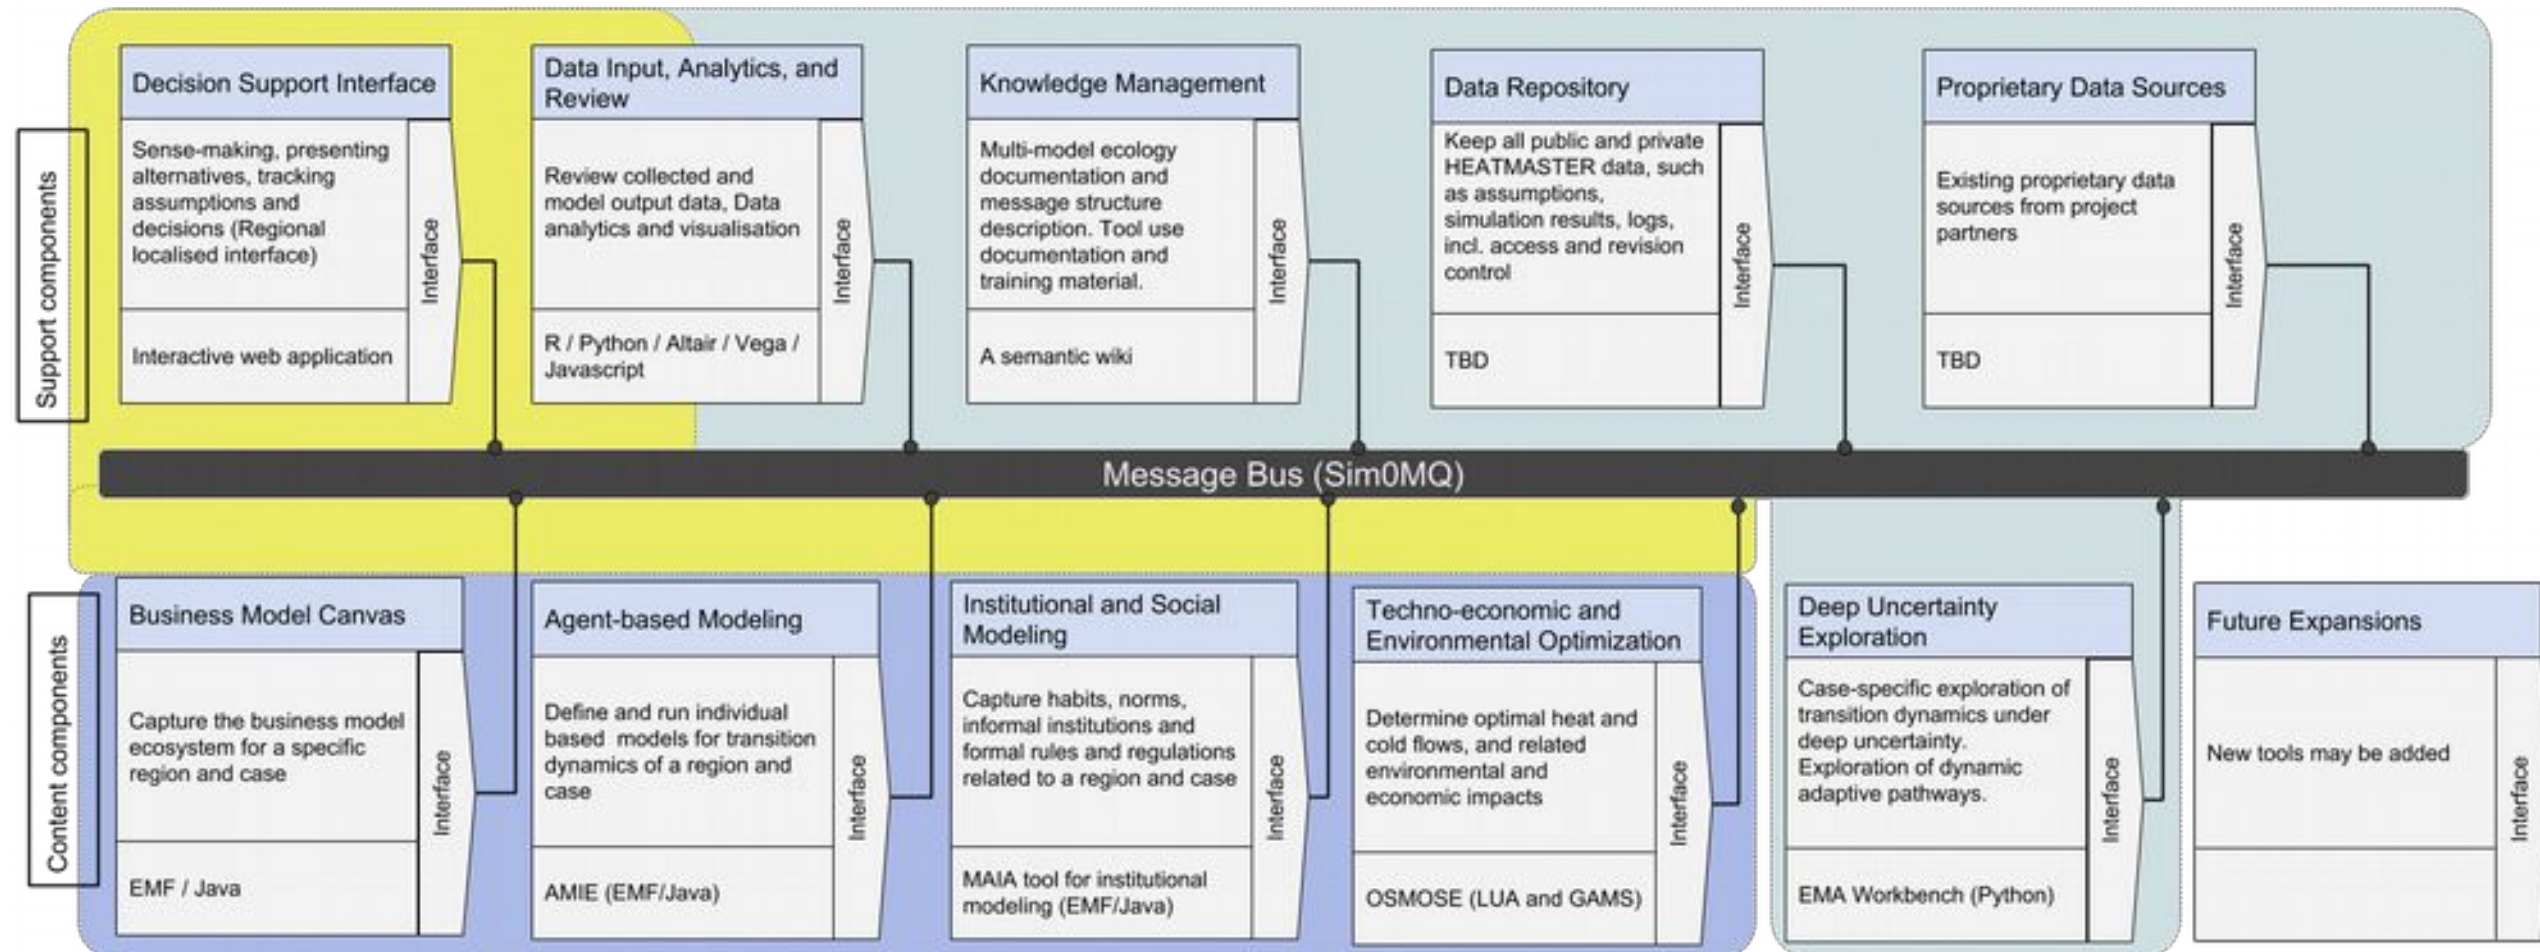 Support components
Decision Support Interface
Sense-making, presenting
alternatives, tracking
assumptions and
decisions (Regional
localised interface)
Interactive web application
Interface
Data Input, Analytics, and
Review
Review collected and
model output data, Data
analytics and visualisation
R / Python / Altair / Vega /
Javascript
Interface
Knowledge Management
Multi-model ecology
documentation and
message structure
description. Tool use
documentation and
training material.
A semantic wiki
Interface
Data Repository
Keep all public and private
HEATMASTER data, such
as assumptions,
simulation results, logs,
incl. access and revision
control
TBD
Interface
Proprietary Data Sources
Existing proprietary data
sources from project
partners
TBD
Interface
Message Bus (Sim0MQ)
Content components
Business Model Canvas
Capture the business model
ecosystem for a specific
region and case
EMF / Java
Interface
Agent-based Modeling
Define and run individual
based models for transition
dynamics of a region and
case
AMIE (EMF/Java)
Interface
Institutional and Social
Modeling
Capture habits, norms,
informal institutions and
formal rules and regulations
related to a region and case
MAIA tool for institutional
modeling (EMF/Java)
Interface
Techno-economic and
Environmental Optimization
Determine optimal heat and
cold flows, and related
environmental and
economic impacts
OSMOSE (LUA and GAMS)
Interface
Deep Uncertainty
Exploration
Case-specific exploration of
transition dynamics under
deep uncertainty.
Exploration of dynamic
adaptive pathways.
EMA Workbench (Python)
Interface
Future Expansions
New tools may be added
Interface